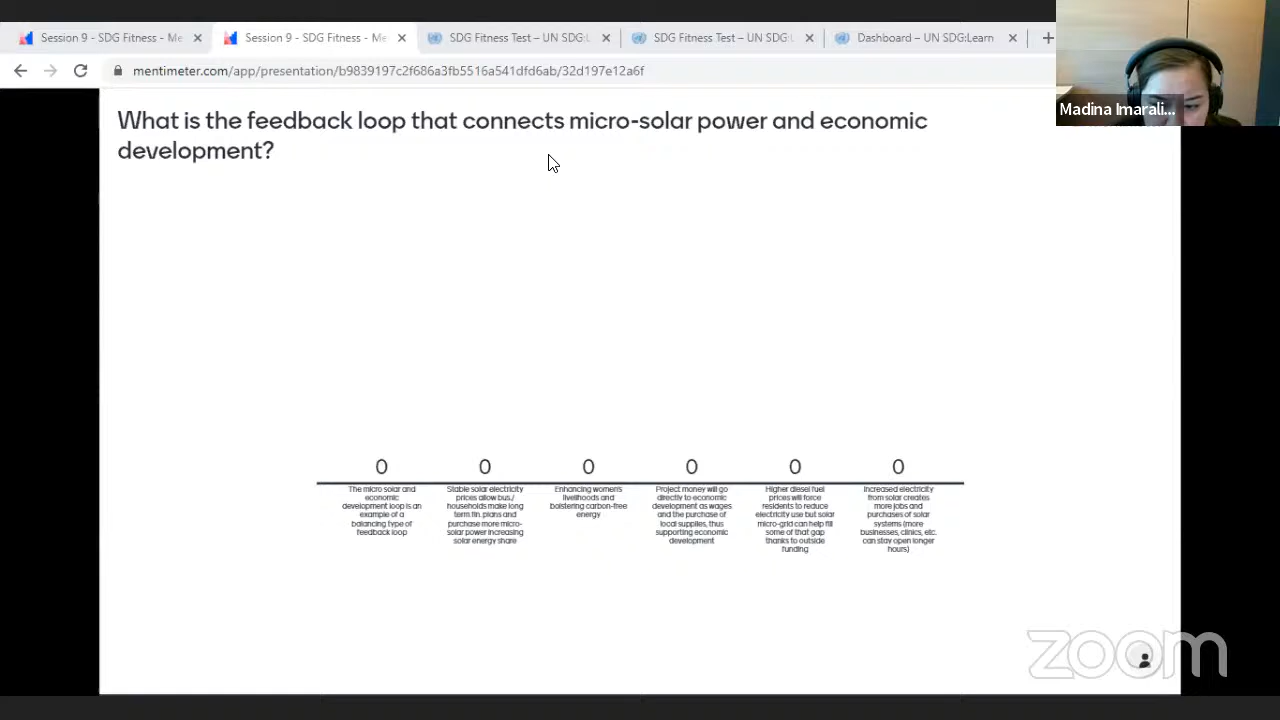 Session 9 - SDG Fitness - Me
Session 9 - SDG Fitness - Me
SDG Fitness Test – UN SDG:L
SDG Fitness Test – UN SDG:L
Dashboard – UN SDG:Learn
mentimeter.com/app/presentation/b9839197c2f686a3fb5516a541dfd6ab/32d197e12a6f
Madina Imarali...
What is the feedback loop that connects micro-solar power and economic
development?
0
The micro solar and
economic
development loop is an
example of a
balancing type of
feedback loop
0
Stable solar electricity
prices allow bus./
households make long
term fin. plans and
purchase more micro-
solar power increasing
solar energy share
0
Enhancing women's
livelihoods and
bolstering carbon-free
energy
0
Project money will go
directly to economic
development as wages
and the purchase of
local supplies, thus
supporting economic
development
0
Higher diesel fuel
prices will force
residents to reduce
electricity use but solar
micro-grid can help fill
some of that gap
thanks to outside
funding
0
Increased electricity
from solar creates
more jobs and
purchases of solar
systems (more
businesses, clinics, etc.
can stay open longer
hours)
zoom